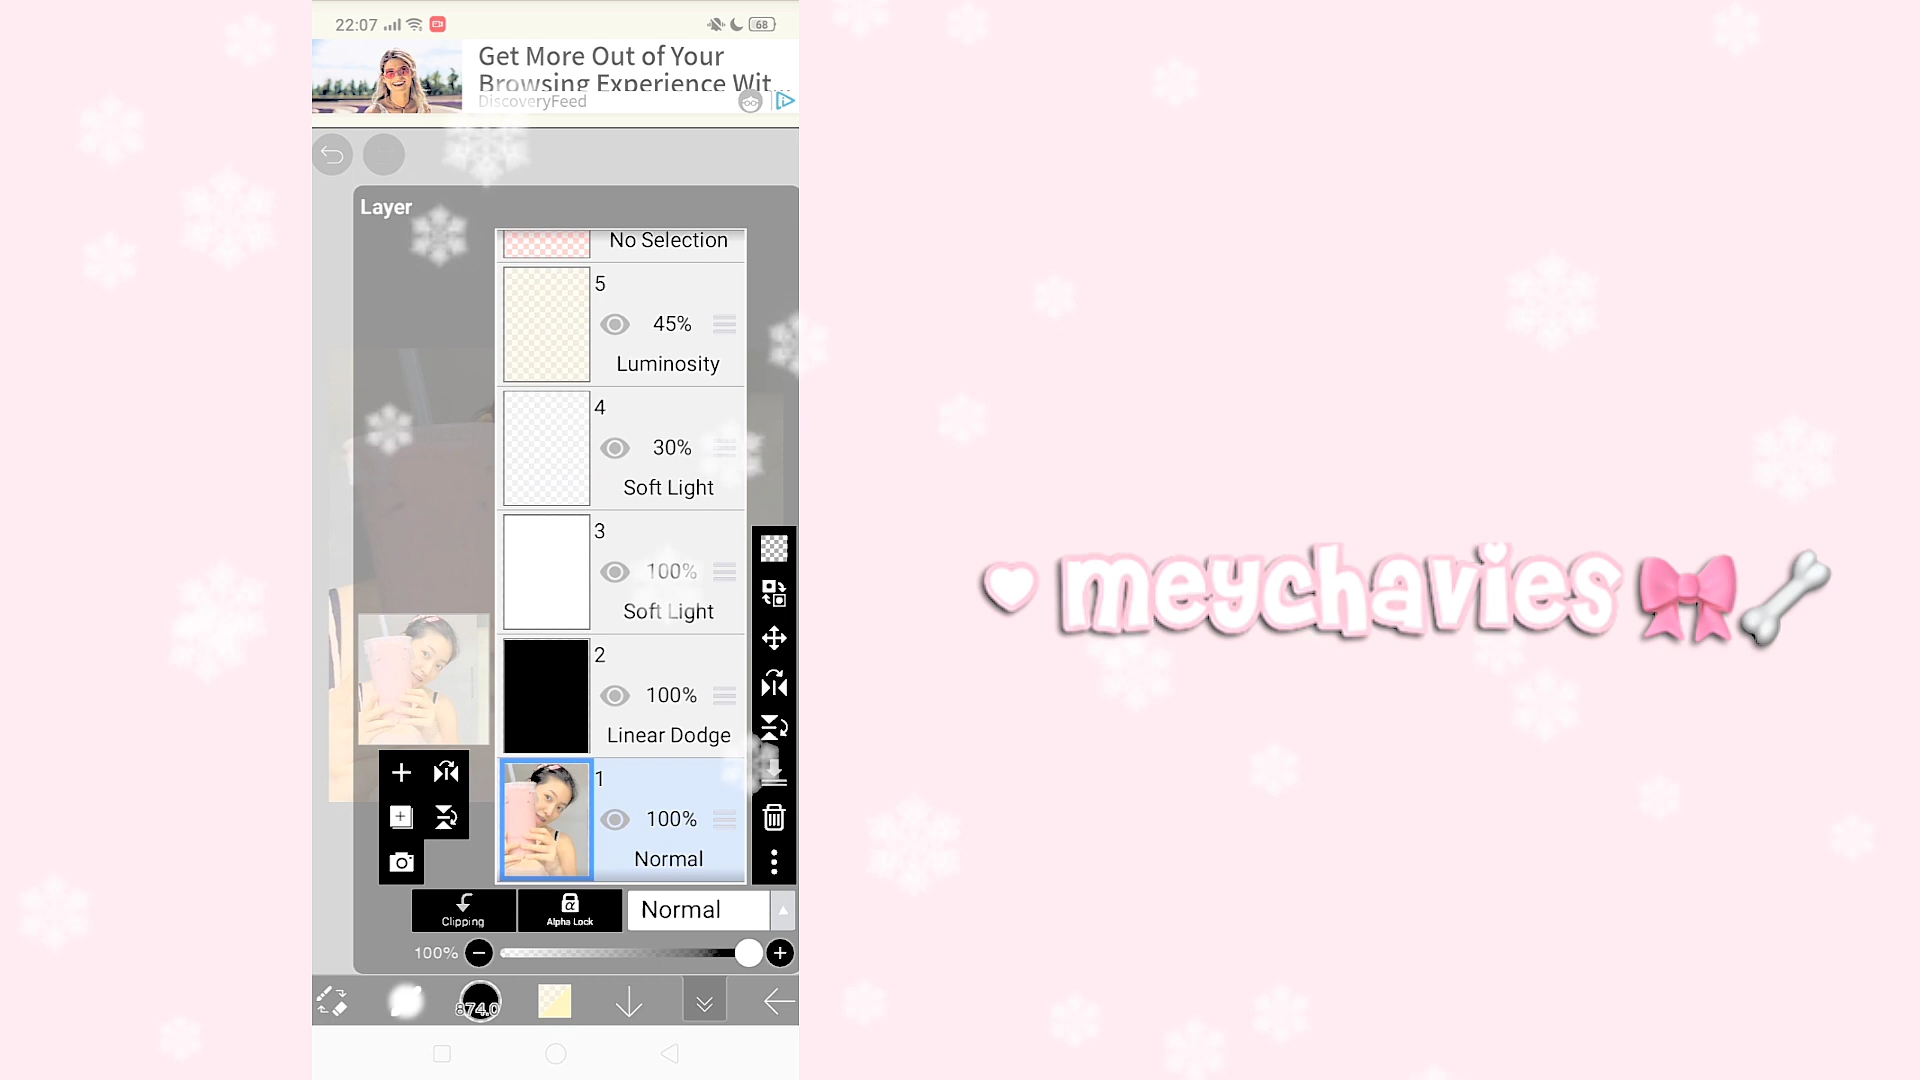 22:07
68
Get More Out of Your
Browsing Experience Wit...
DiscoveryFeed
Layer
No Selection
5
45%
Luminosity
4
30%
Soft Light
3
100%
Soft Light
2
100%
Linear Dodge
1
100%
Normal
Clipping
α
Alpha Lock
Normal
100%
874.0
meychavies